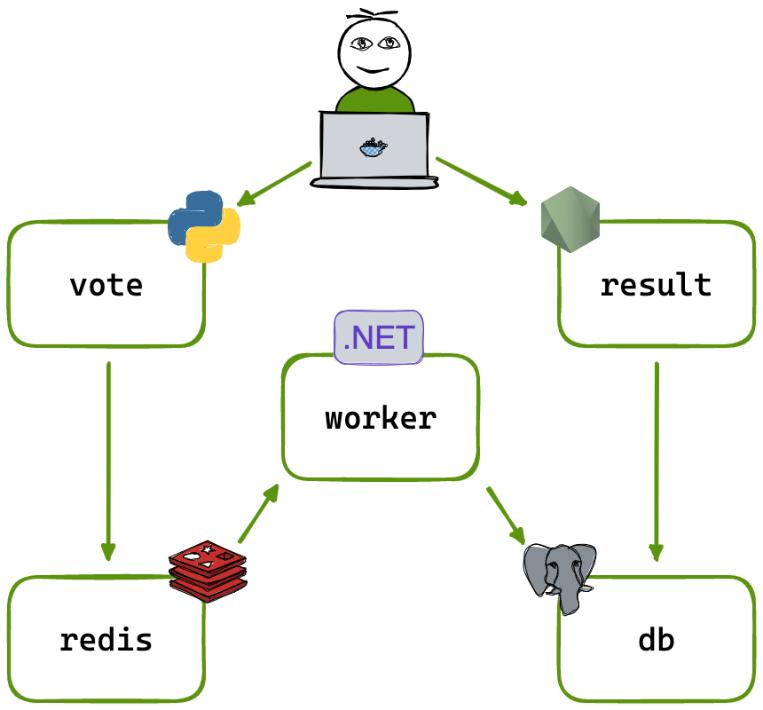 vote
result
.NET
worker
redis
db